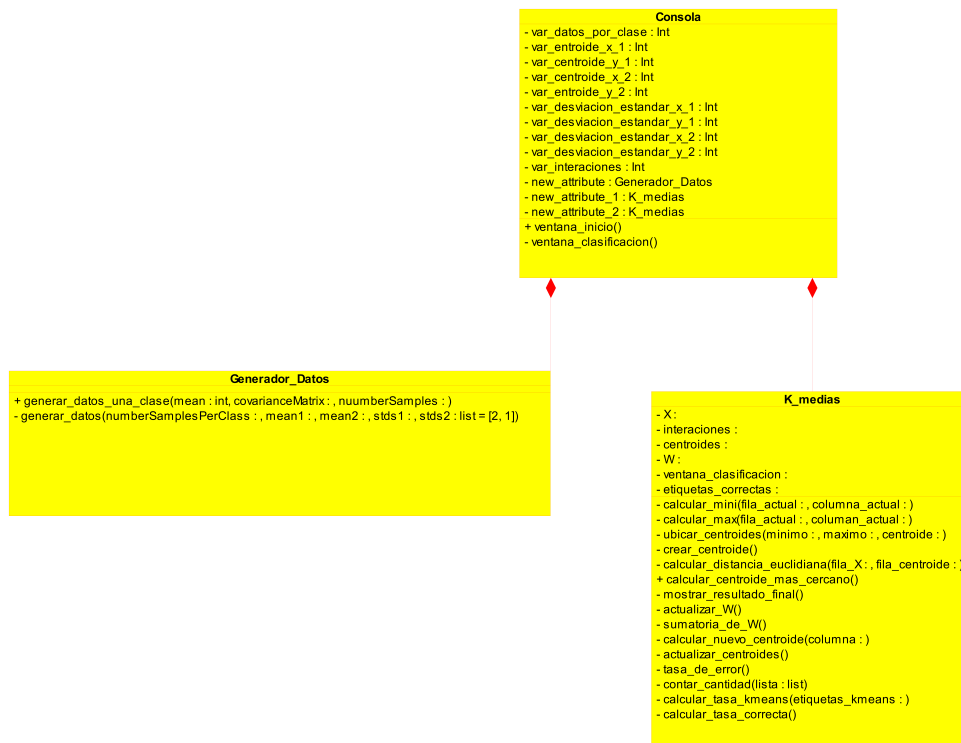 Consola
- var_datos_por_clase : Int
- var_entroide_x_1 : Int
- var_centroide_y_1 : Int
- var_centroide_x_2 : Int
- var_entroide_y_2 : Int
- var_desviacion_estandar_x_1 : Int
- var_desviacion_estandar_y_1 : Int
- var_desviacion_estandar_x_2 : Int
- var_desviacion_estandar_y_2 : Int
- var_interaciones : Int
- new_attribute : Generador_Datos
- new_attribute_1 : K_medias
- new_attribute_2 : K_medias
+ ventana_inicio()
- ventana_clasificacion()
Generador_Datos
+ generar_datos_una_clase(mean : int, covarianceMatrix : , nuumberSamples : )
- generar_datos(numberSamplesPerClass : , mean1 : , mean2 : , stds1 : , stds2 : list = [2, 1])
K_medias
- X :
- interaciones :
- centroides :
- W :
- ventana_clasificacion :
- etiquetas_correctas :
- calcular_mini(fila_actual : , columna_actual : )
- calcular_max(fila_actual : , columan_actual : )
- ubicar_centroides(minimo : , maximo : , centroide : )
- crear_centroide()
- calcular_distancia_euclidiana(fila_X : , fila_centroide : )
+ calcular_centroide_mas_cercano()
- mostrar_resultado_final()
- actualizar_W()
- sumatoria_de_W()
- calcular_nuevo_centroide(columna : )
- actualizar_centroides()
- tasa_de_error()
- contar_cantidad(lista : list)
- calcular_tasa_kmeans(etiquetas_kmeans : )
- calcular_tasa_correcta()